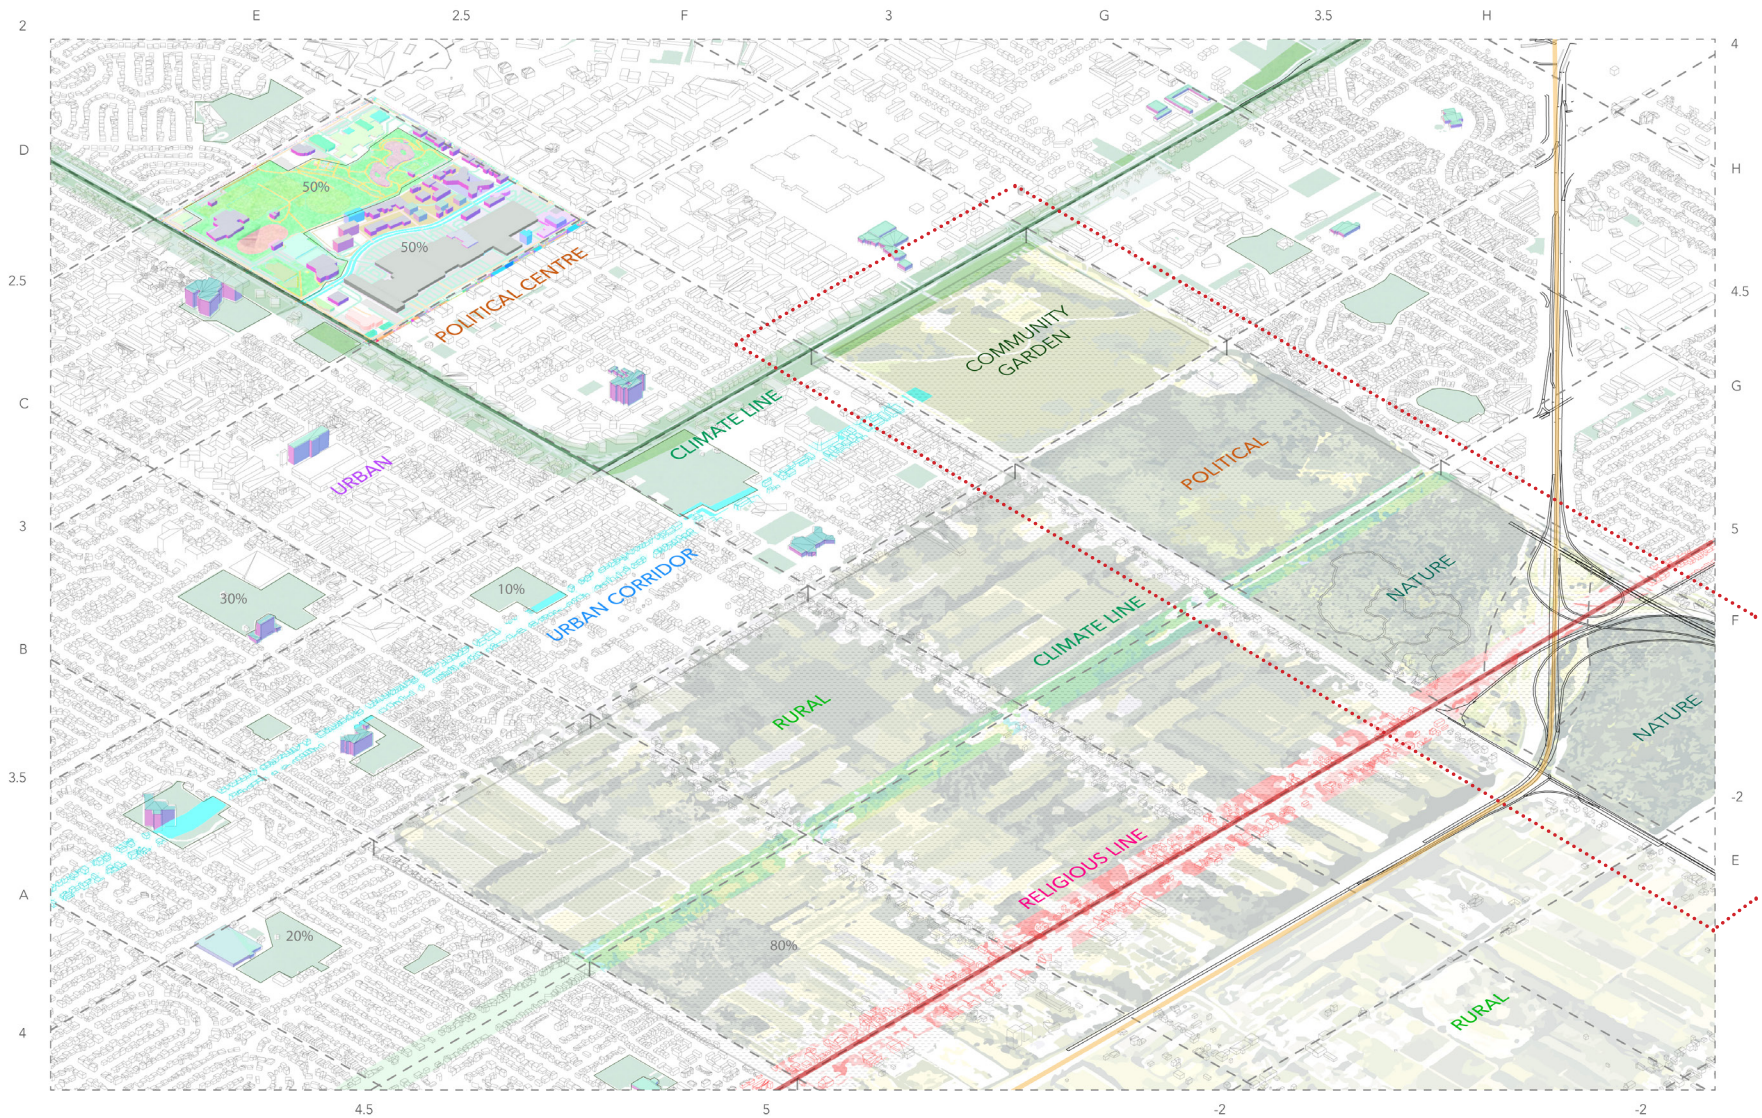 E 2.5 F 3 G 3.5 H
2
4
D
H
50%
50%
2.5
4.5
POLITICAL CENTRE
COMMUNITY
GARDEN
G
C
CLIMATE LINE
URBAN
POLITICAL
3
5
NATURE
10%
30%
URBAN CORRIDOR
CLIMATE LINE
F
B
RURAL
NATURE
3.5
-2
RELIGIOUS LINE
E
A
20%
80%
RURAL
4
4.5 5 -2 -2